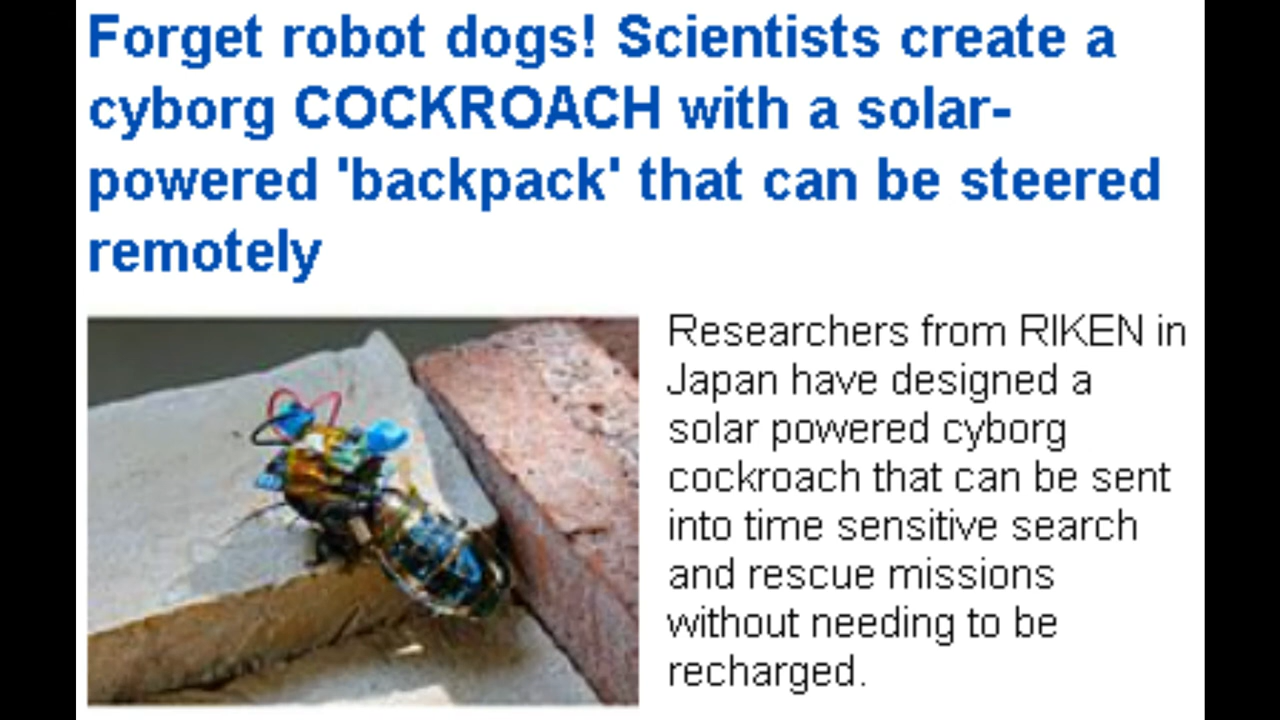 Forget robot dogs! Scientists create a
cyborg COCKROACH with a solar-
powered 'backpack' that can be steered
remotely
Researchers from RIKEN in
Japan have designed a
solar powered cyborg
cockroach that can be sent
into time sensitive search
and rescue missions
without needing to be
recharged.